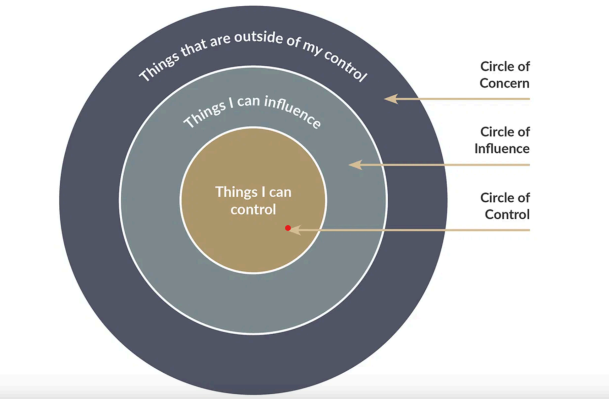 Things that are outside of my control
Things I can influence
Things I can
control
Circle of
Concern
Circle of
Influence
Circle of
Control